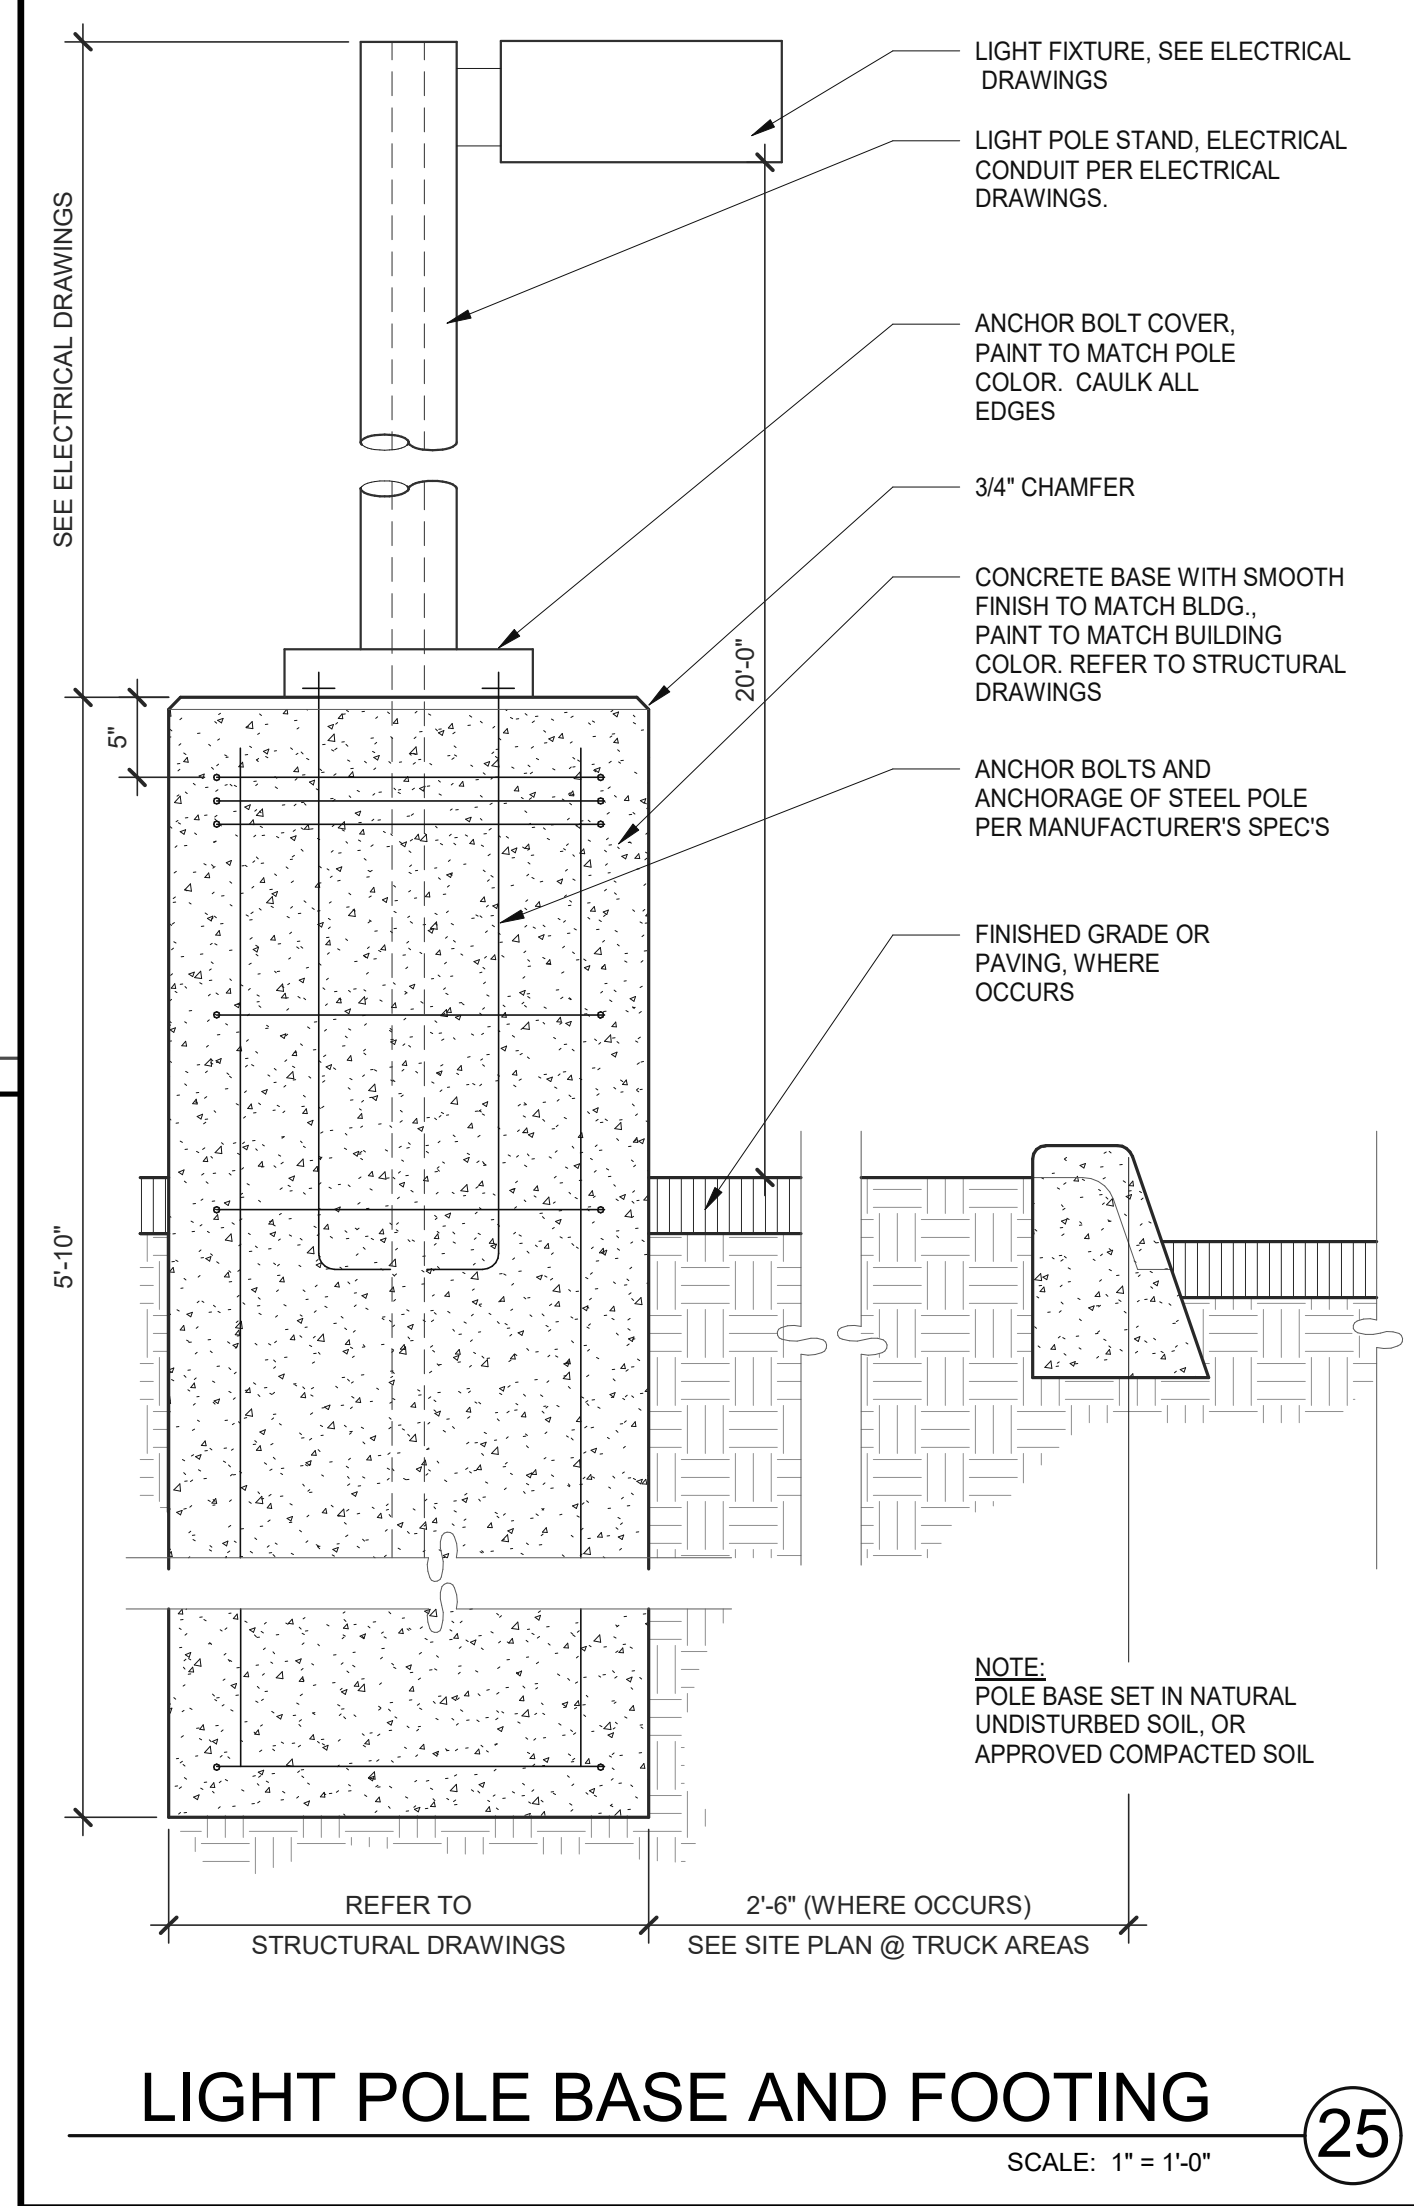 LIGHT FIXTURE, SEE ELECTRICAL
DRAWINGS
LIGHT POLE STAND, ELECTRICAL
CONDUIT PER ELECTRICAL
DRAWINGS.
SEE ELECTRICAL DRAWINGS
ANCHOR BOLT COVER,
PAINT TO MATCH POLE
COLOR. CAULK ALL
EDGES
3/4" CHAMFER
CONCRETE BASE WITH SMOOTH
FINISH TO MATCH BLDG.,
PAINT TO MATCH BUILDING
COLOR. REFER TO STRUCTURAL
DRAWINGS
20'-0"
5"
ANCHOR BOLTS AND
ANCHORAGE OF STEEL POLE
PER MANUFACTURER'S SPEC'S
FINISHED GRADE OR
PAVING, WHERE
OCCURS
5'-10"
NOTE:
POLE BASE SET IN NATURAL
UNDISTURBED SOIL, OR
APPROVED COMPACTED SOIL
REFER TO
STRUCTURAL DRAWINGS
2'-6" (WHERE OCCURS)
SEE SITE PLAN @ TRUCK AREAS
LIGHT POLE BASE AND FOOTING
25
SCALE: 1" = 1'-0"